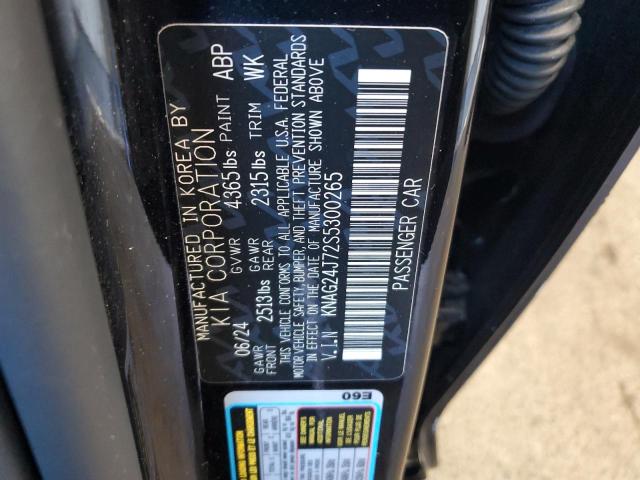 MANUFACTURED IN KOREA BY
KIA CORPORATION
06/24 GVWR 4365lbs PAINT ABP
GAWR FRONT 2513lbs GAWR REAR 2315lbs TRIM WK
THIS VEHICLE CONFORMS TO ALL APPLICABLE U.S.A. FEDERAL
MOTOR VEHICLE SAFETY, BUMPER, AND THEFT PREVENTION STANDARDS
IN EFFECT ON THE DATE OF MANUFACTURE SHOWN ABOVE
V.I.N KNAG24J72S5300265
PASSENGER CAR
E60